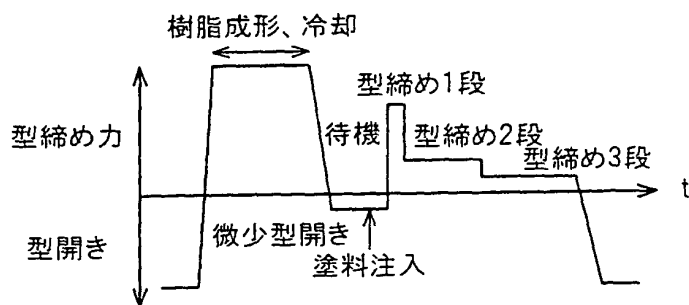 樹脂成形、冷却
型締め1段
型締め力
待機
型締め2段
型締め3段
t
型開き
微少型開き
塗料注入